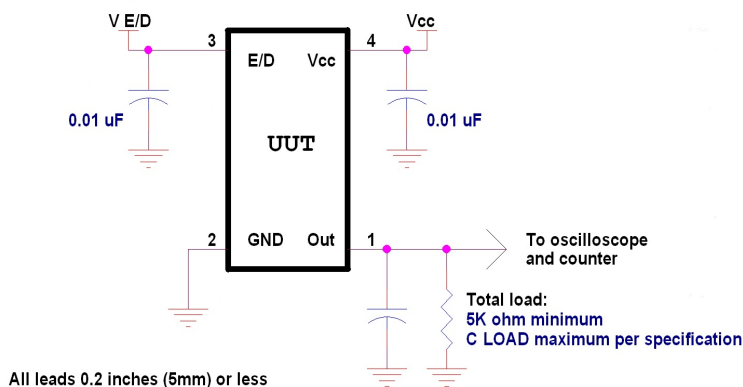 V E/D
Vcc
3
4
E/D
Vcc
0.01 uF
0.01 uF
UUT
2
GND
Out
1
To oscilloscope
and counter
Total load:
5K ohm minimum
C LOAD maximum per specification
All leads 0.2 inches (5mm) or less